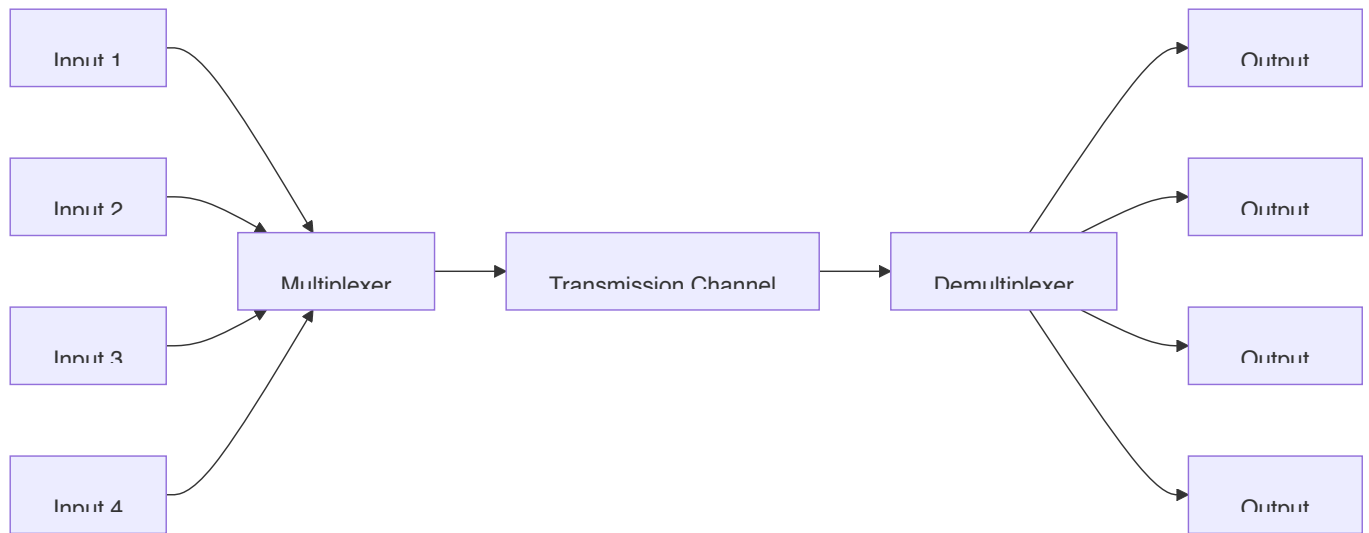 Input 1
Output
Input 2
Output
Multiplexer
Transmission Channel
Demultiplexer
Input 3
Output
Input 4
Output